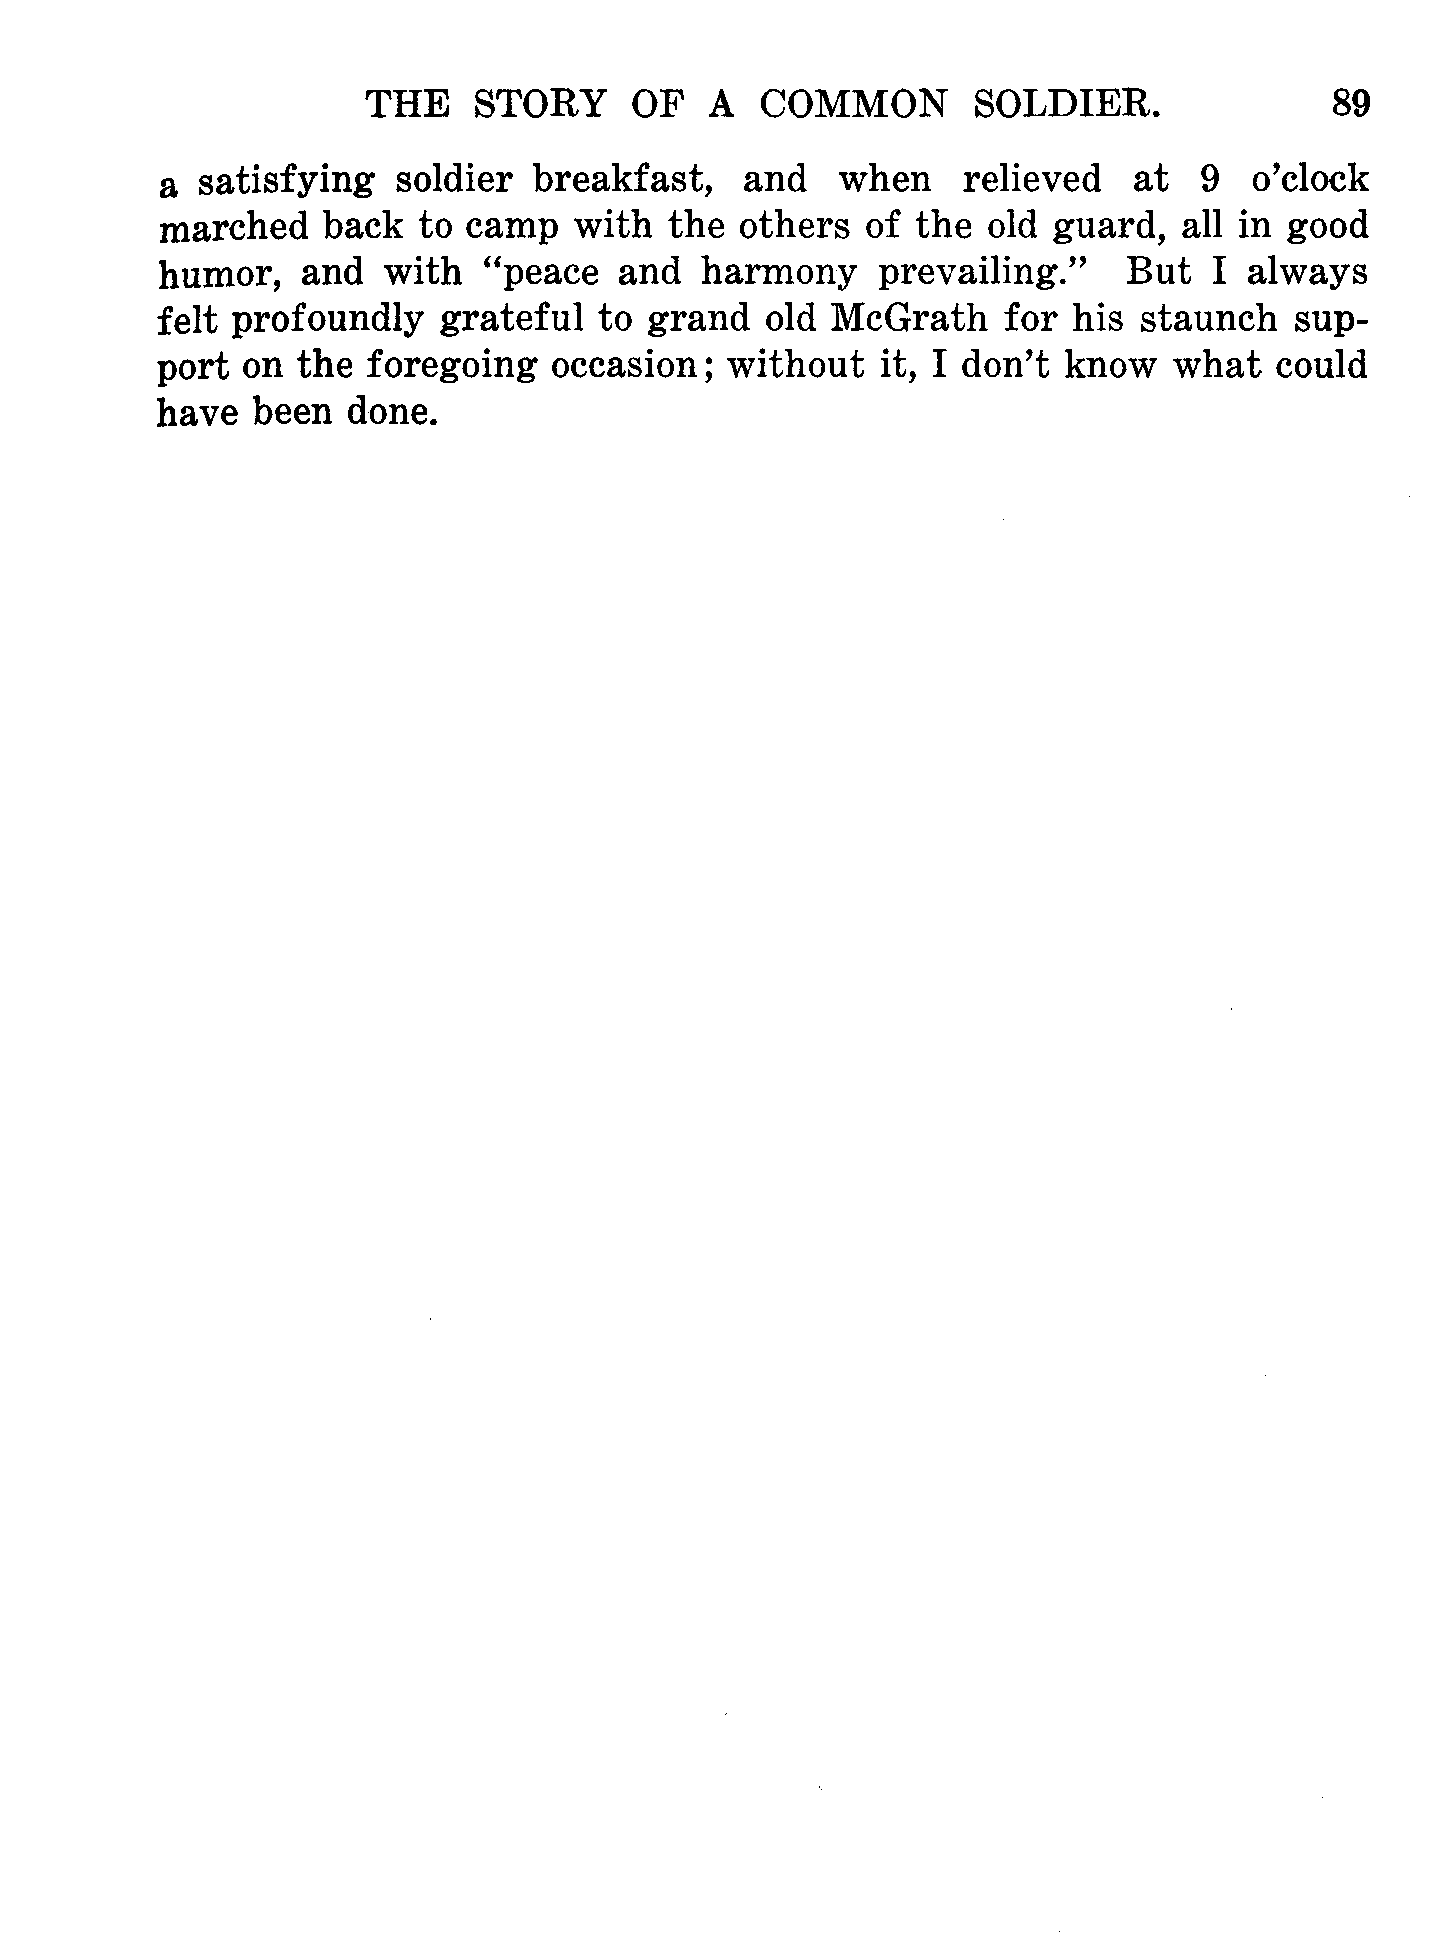 THE STORY OF A COMMON SOLDIER. 89
a satisfying soldier breakfast, and when relieved at 9 o'clock
marched back to camp with the others of the old guard, all in good
humor, and with “peace and harmony prevailing.” But I always
felt profoundly grateful to grand old McGrath for his staunch sup-
port on the foregoing occasion; without it, I don't know what could
have been done.